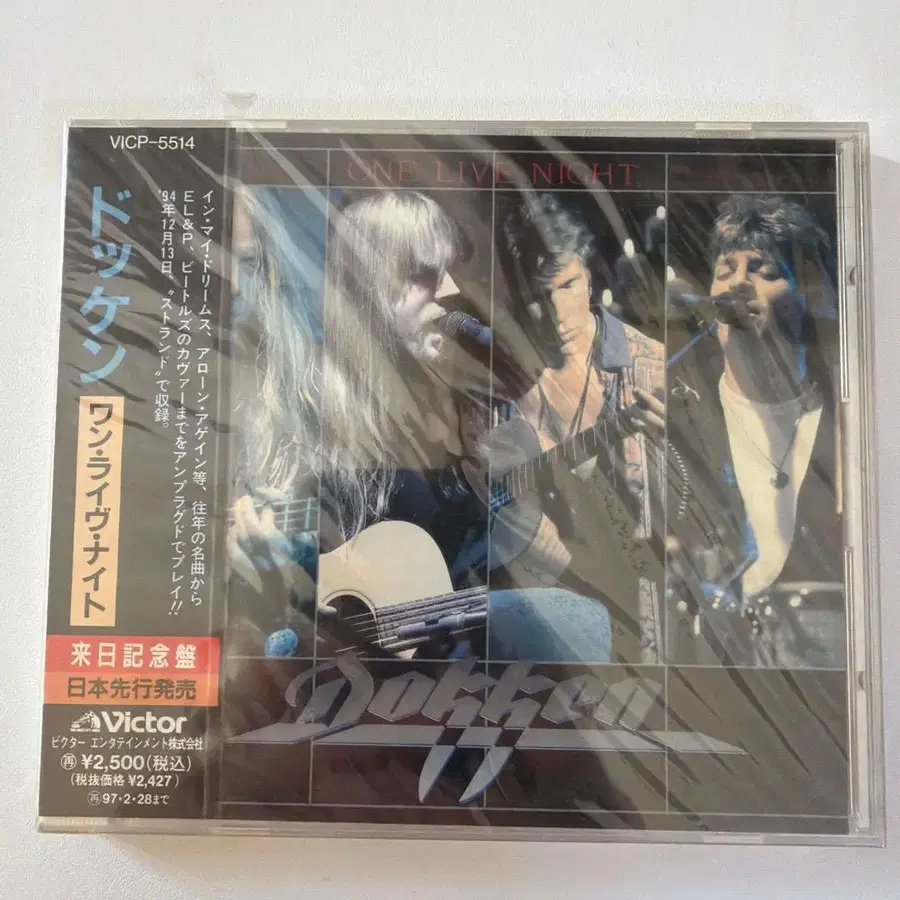 VICP-5514
ドッケン
ワン・ライヴ・ナイト
イン・マイ・ドリームス、アローン・アゲイン等、往年の名曲から
EL&P、ビートルズのカヴァーまでをアンプラグドでプレイ!!
'94年12月13日、“ストランド”で収録。
来日記念盤
日本先行発売
Victor
ビクター エンタテインメント株式会社
再 ¥2,500(税込)
(税抜価格 ¥2,427)
再 97・2・28まで
ONE LIVE NIGHT
Dokken